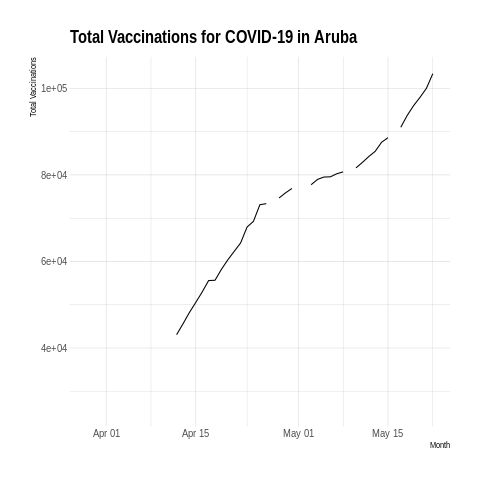 Total Vaccinations for COVID-19 in Aruba
Total Vaccinations
1e+05
8e+04
6e+04
4e+04
Apr 01 Apr 15 May 01 May 15
Month